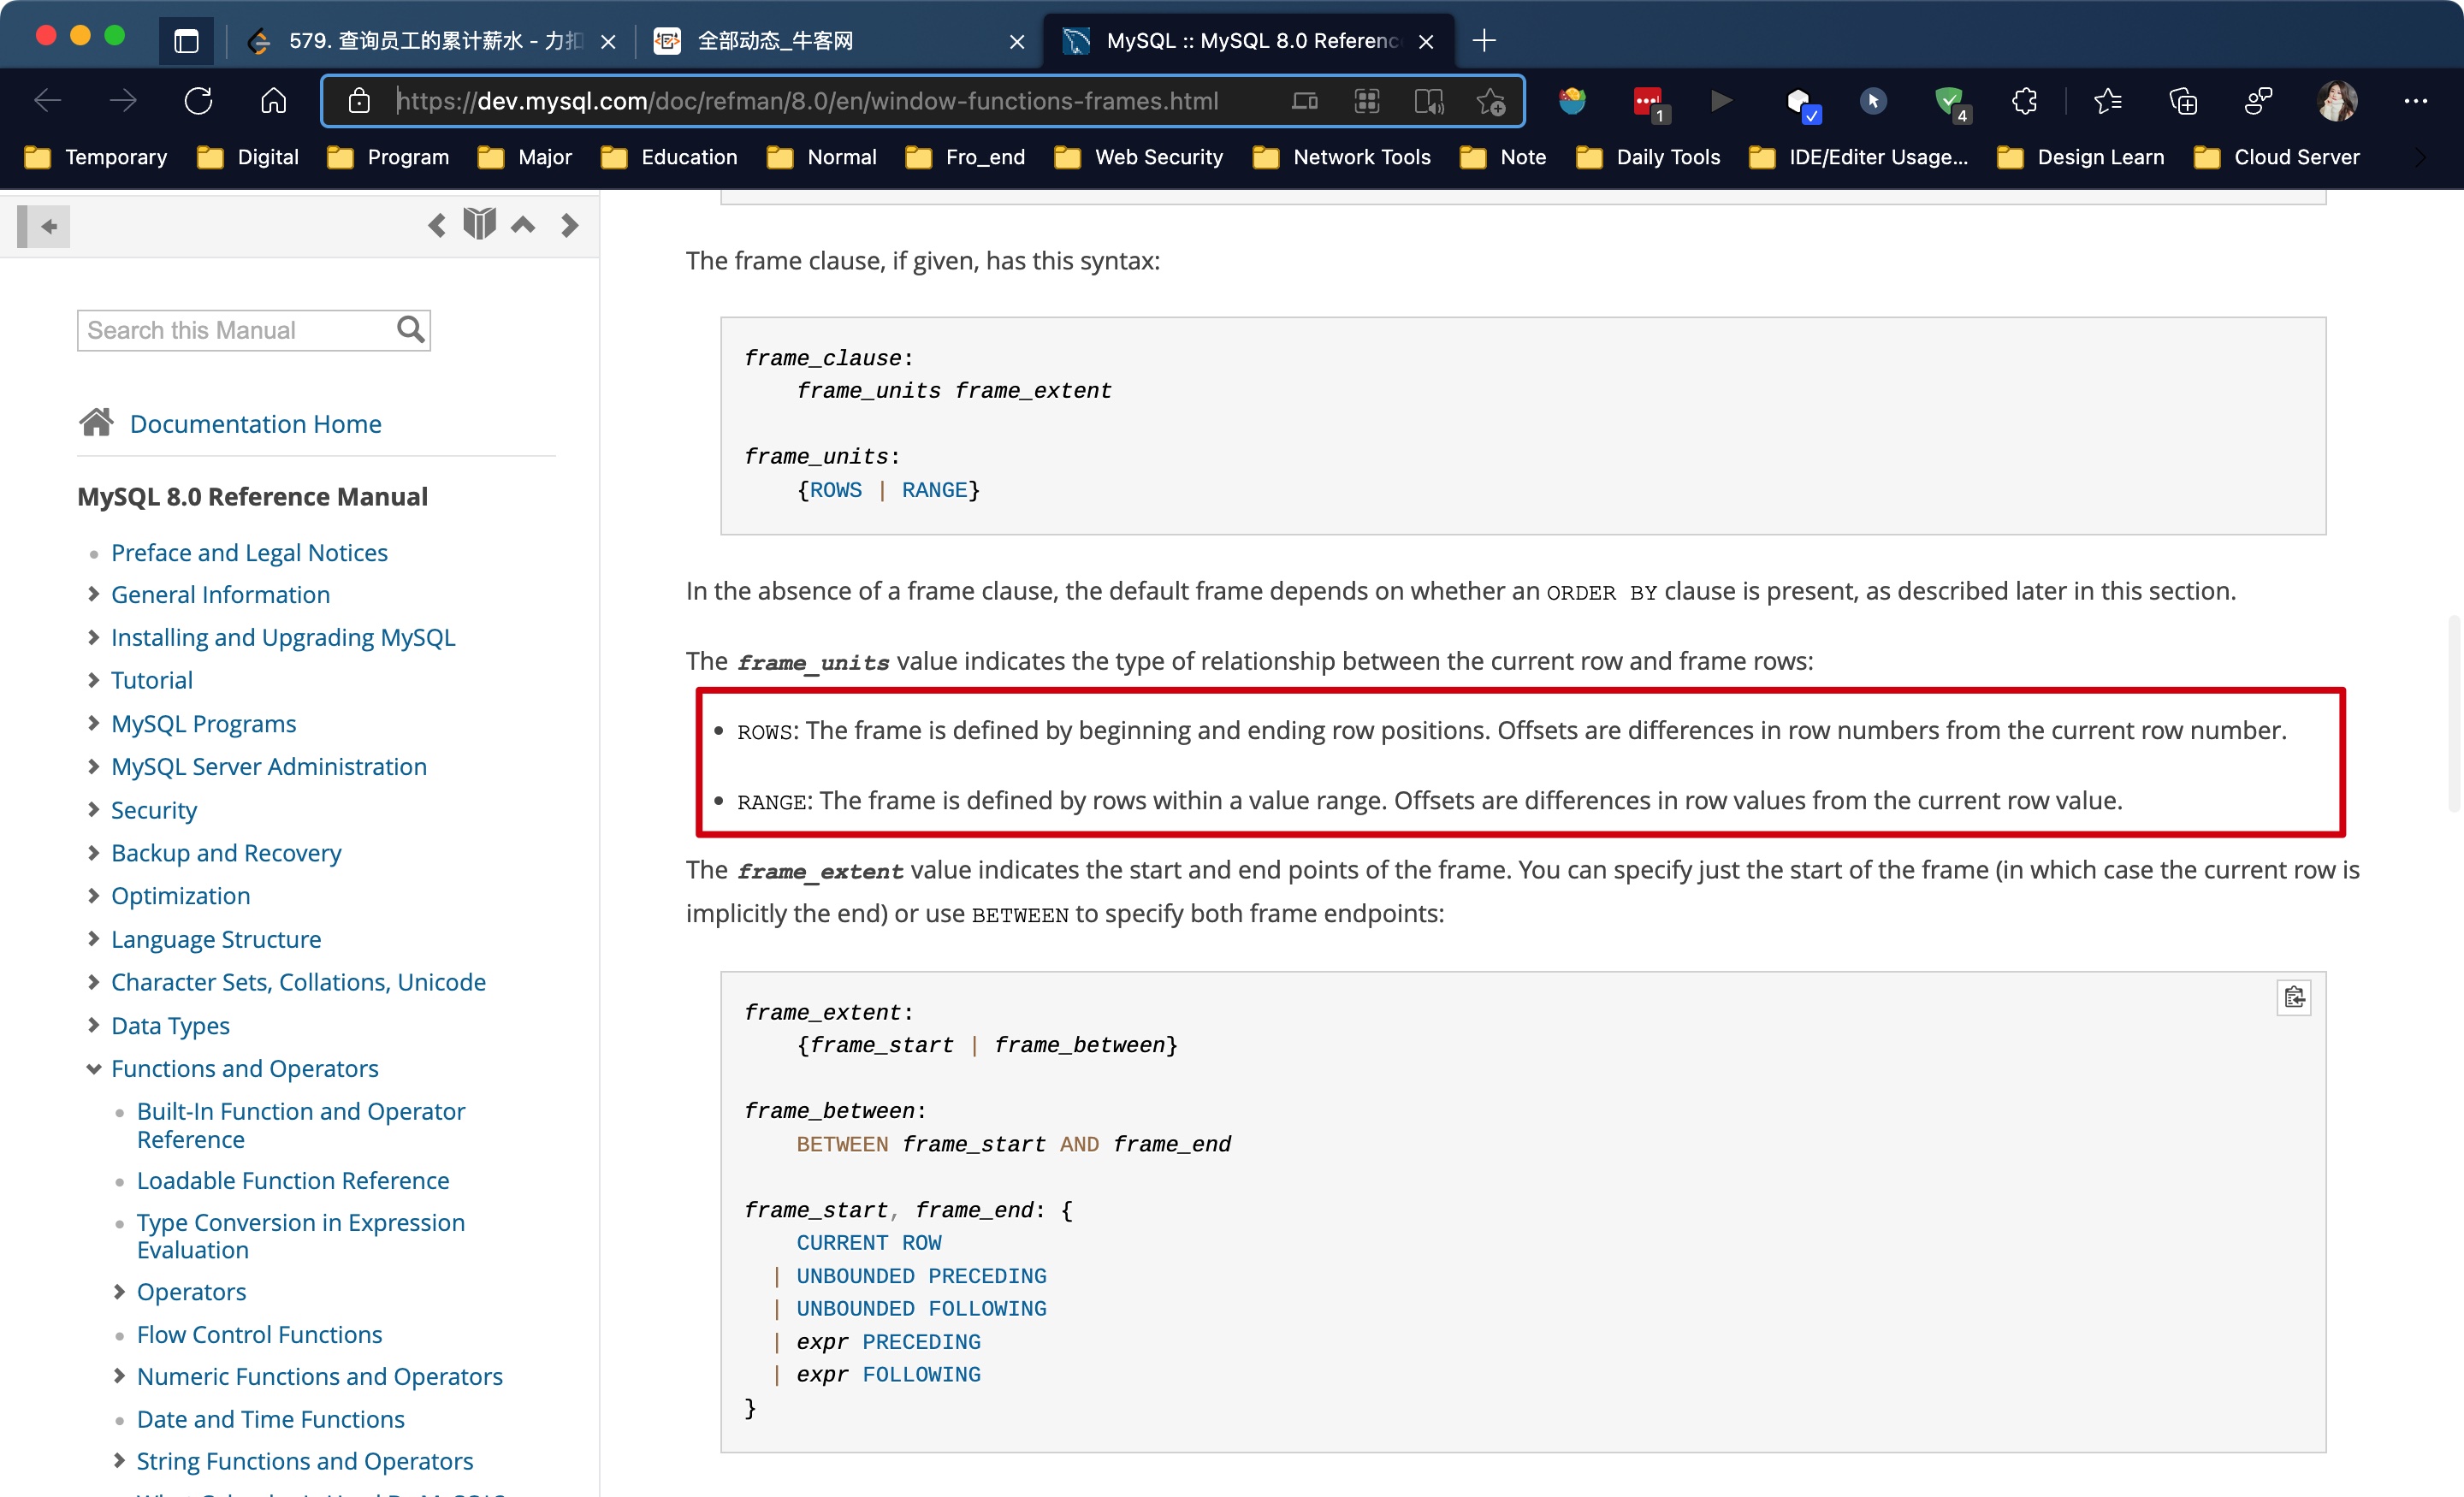 579. 查询员工的累计薪水 - 力扣
全部动态_牛客网
MySQL :: MySQL 8.0 Referenc
https://dev.mysql.com/doc/refman/8.0/en/window-functions-frames.html
1
4
Temporary
Digital
Program
Major
Education
Normal
Fro_end
Web Security
Network Tools
Note
Daily Tools
IDE/Editer Usage...
Design Learn
Cloud Server
Search this Manual
Documentation Home
MySQL 8.0 Reference Manual
Preface and Legal Notices
General Information
Installing and Upgrading MySQL
Tutorial
MySQL Programs
MySQL Server Administration
Security
Backup and Recovery
Optimization
Language Structure
Character Sets, Collations, Unicode
Data Types
Functions and Operators
Built-In Function and Operator
Reference
Loadable Function Reference
Type Conversion in Expression
Evaluation
Operators
Flow Control Functions
Numeric Functions and Operators
Date and Time Functions
String Functions and Operators
The frame clause, if given, has this syntax:
frame_clause:
frame_units frame_extent
frame_units:
{ROWS | RANGE}
In the absence of a frame clause, the default frame depends on whether an ORDER BY clause is present, as described later in this section.
The frame_units value indicates the type of relationship between the current row and frame rows:
• ROWS: The frame is defined by beginning and ending row positions. Offsets are differences in row numbers from the current row number.
• RANGE: The frame is defined by rows within a value range. Offsets are differences in row values from the current row value.
The frame_extent value indicates the start and end points of the frame. You can specify just the start of the frame (in which case the current row is
implicitly the end) or use BETWEEN to specify both frame endpoints:
frame_extent:
{frame_start | frame_between}
frame_between:
BETWEEN frame_start AND frame_end
frame_start, frame_end: {
CURRENT ROW
| UNBOUNDED PRECEDING
| UNBOUNDED FOLLOWING
| expr PRECEDING
| expr FOLLOWING
}